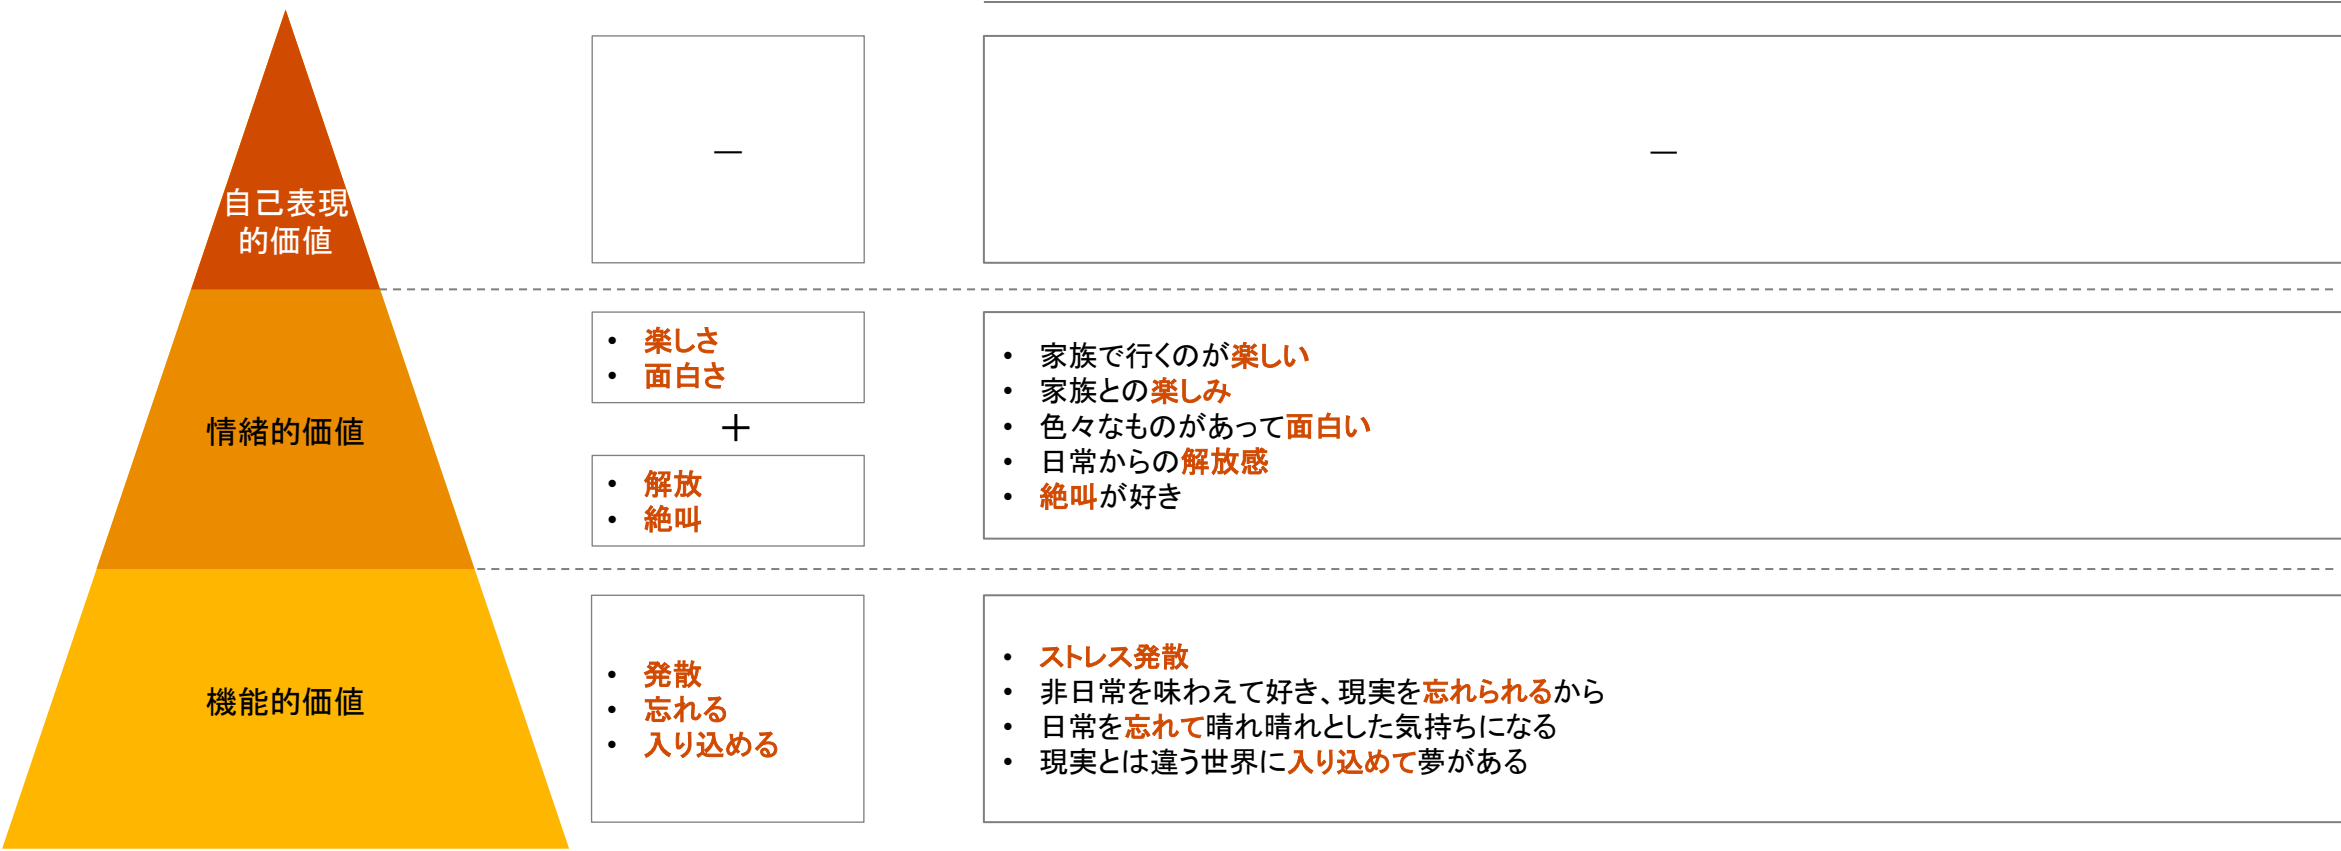 自己表現
的価値
－
－
情緒的価値
• 楽しさ
• 面白さ
＋
• 解放
• 絶叫
• 家族で行くのが楽しい
• 家族との楽しみ
• 色々なものがあって面白い
• 日常からの解放感
• 絶叫が好き
機能的価値
• 発散
• 忘れる
• 入り込める
• ストレス発散
• 非日常を味わえて好き、現実を忘れられるから
• 日常を忘れて晴れ晴れとした気持ちになる
• 現実とは違う世界に入り込めて夢がある